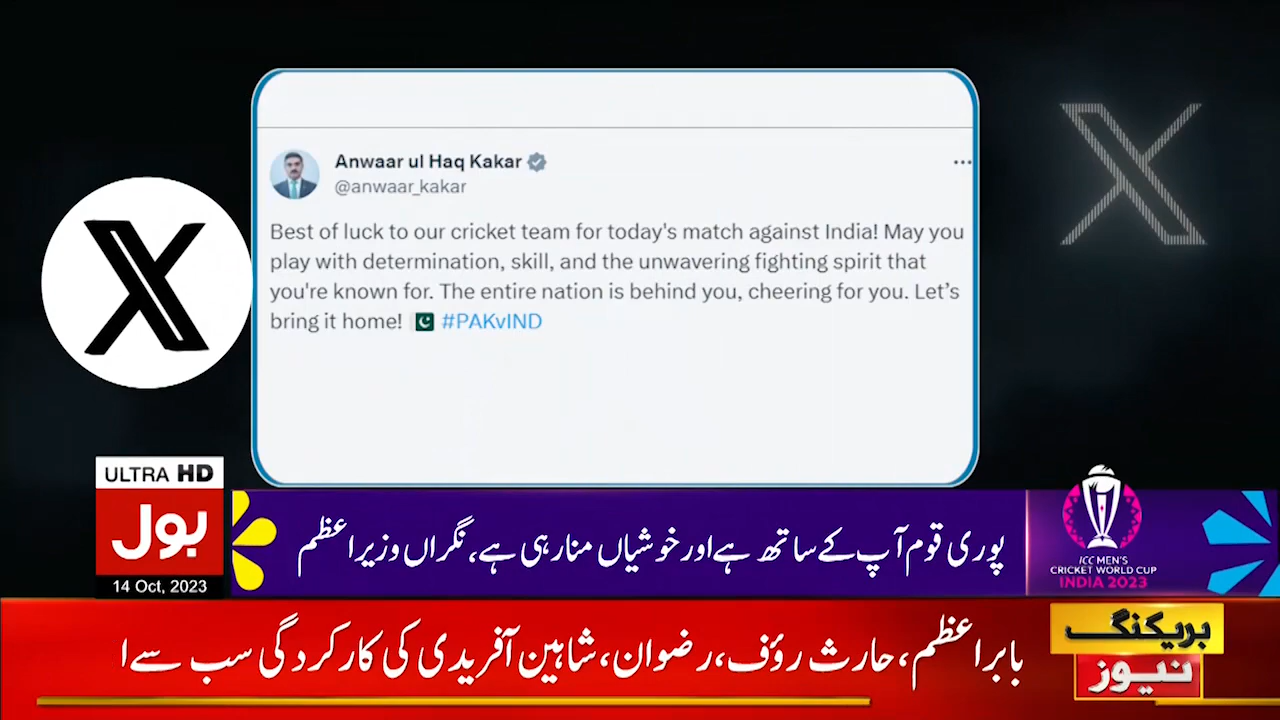 Anwaar ul Haq Kakar
@anwaar_kakar
Best of luck to our cricket team for today's match against India! May you
play with determination, skill, and the unwavering fighting spirit that
you're known for. The entire nation is behind you, cheering for you. Let’s
bring it home! 🇵🇰 #PAKvIND
ULTRA HD
بول
14 Oct, 2023
پوری قوم آپ کے ساتھ ہے اور خوشیاں منا رہی ہے، نگراں وزیراعظم
ICC MEN'S
CRICKET WORLD CUP
INDIA 2023
بریکنگ
نیوز
بابراعظم، حارث رؤف، رضوان، شاہین آفریدی کی کارکردگی سب سے ا